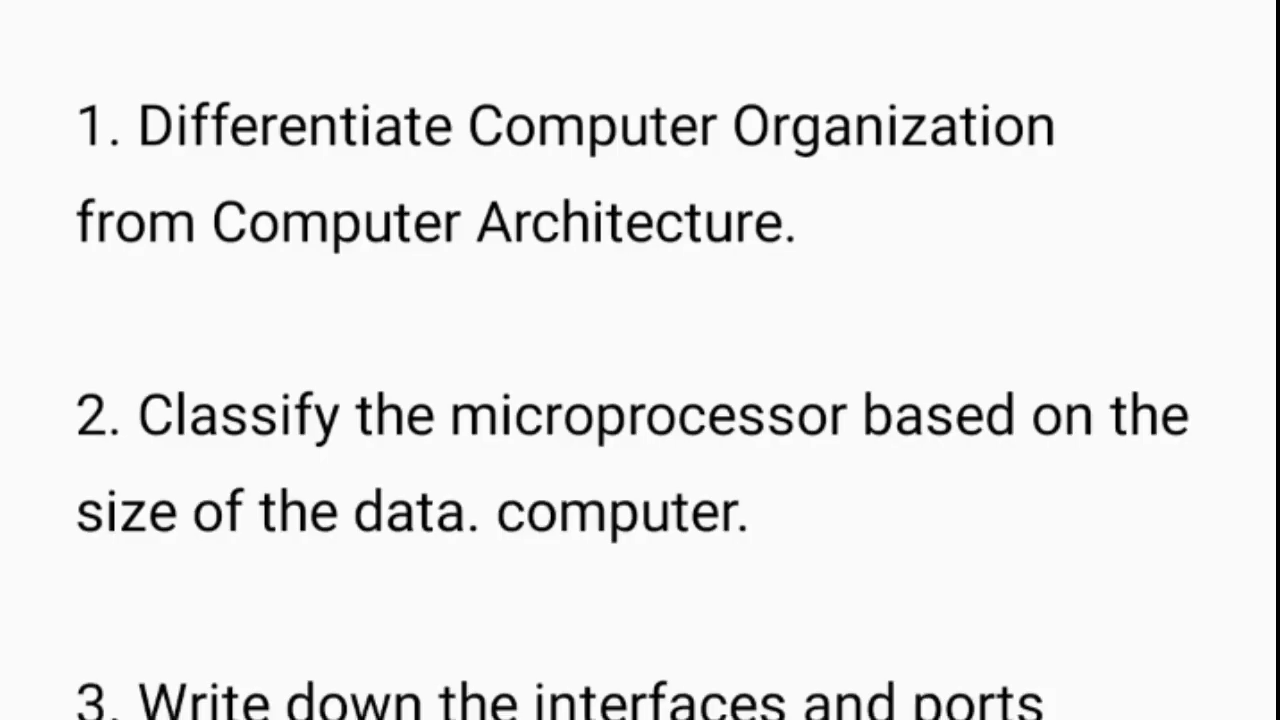 1. Differentiate Computer Organization
from Computer Architecture.
2. Classify the microprocessor based on the
size of the data. computer.
3. Write down the interfaces and ports